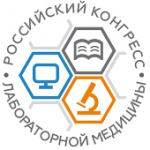 РОССИЙСКИЙ КОНГРЕСС
ЛАБОРАТОРНОЙ МЕДИЦИНЫ